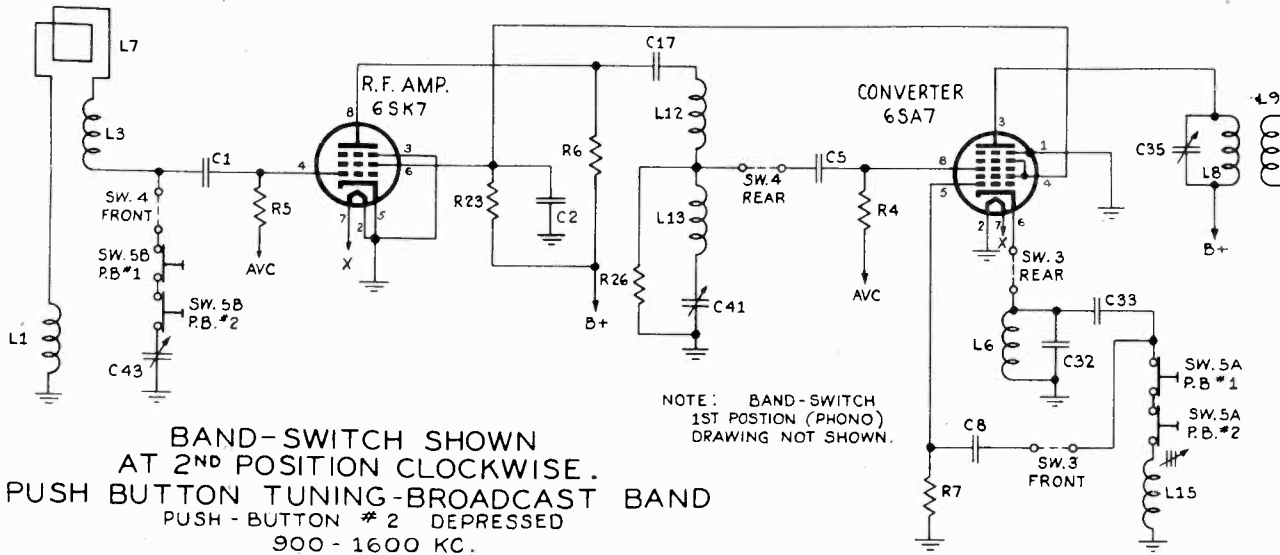 L7
C17
R.F. AMP.
6SK7
CONVERTER
6SA7
L9
8
3
L3
L12
R6
C35
L8
1
C1
4
3
6
C5
8
4
5
SW.4
FRONT
R5
R23
C2
SW.4
REAR
R4
L13
7
2
5
X
2
7
6
X
B+
SW.5B
P.B#1
AVC
R26
C41
AVC
SW.3
REAR
B+
SW.5B
P.B.#2
L1
C43
C33
L6
C32
SW.5A
P.B#1
NOTE: BAND-SWITCH
1ST POSTION (PHONO)
DRAWING NOT SHOWN.
SW.5A
P.B.#2
C8
SW.3
FRONT
R7
L15
BAND-SWITCH SHOWN
AT 2ND POSITION CLOCKWISE.
PUSH BUTTON TUNING-BROADCAST BAND
PUSH-BUTTON #2 DEPRESSED
900-1600 KC.